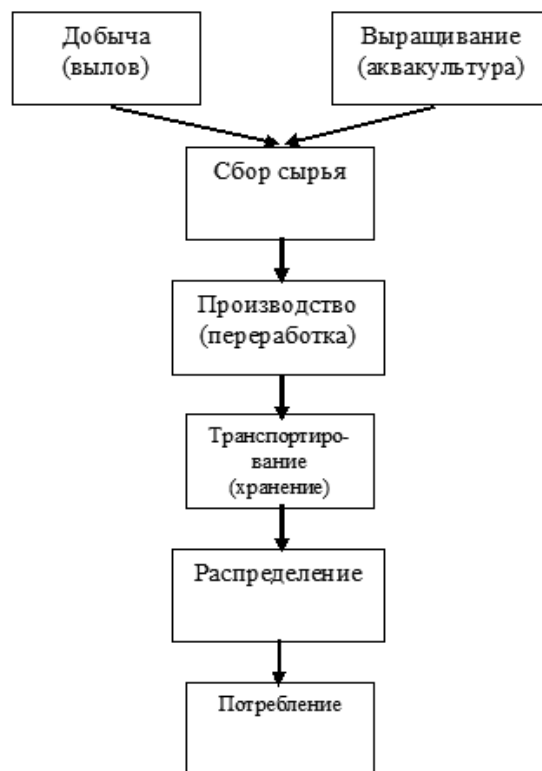 Добыча
(вылов)
Выращивание
(аквакультура)
Сбор сырья
Производство
(переработка)
Транспортиро-
вание
(хранение)
Распределение
Потребление